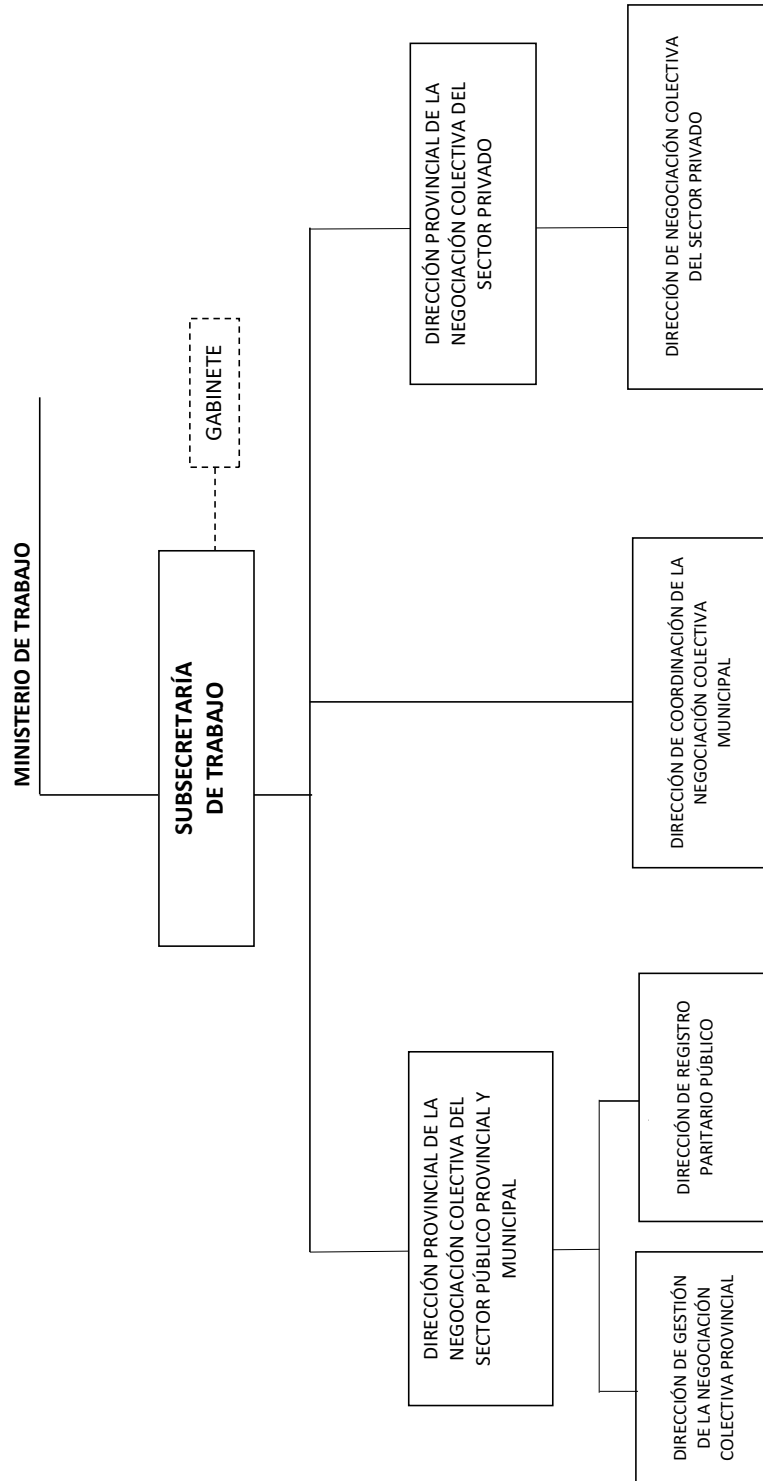 MINISTERIO DE TRABAJO
SUBSECRETARÍA
DE TRABAJO
GABINETE
DIRECCIÓN PROVINCIAL DE LA
NEGOCIACIÓN COLECTIVA DEL
SECTOR PÚBLICO PROVINCIAL Y
MUNICIPAL
DIRECCIÓN PROVINCIAL DE LA
NEGOCIACIÓN COLECTIVA DEL
SECTOR PRIVADO
DIRECCIÓN DE GESTIÓN
DE LA NEGOCIACIÓN
COLECTIVA PROVINCIAL
DIRECCIÓN DE REGISTRO
PARITARIO PÚBLICO
DIRECCIÓN DE COORDINACIÓN DE LA
NEGOCIACIÓN COLECTIVA
MUNICIPAL
DIRECCIÓN DE NEGOCIACIÓN COLECTIVA
DEL SECTOR PRIVADO